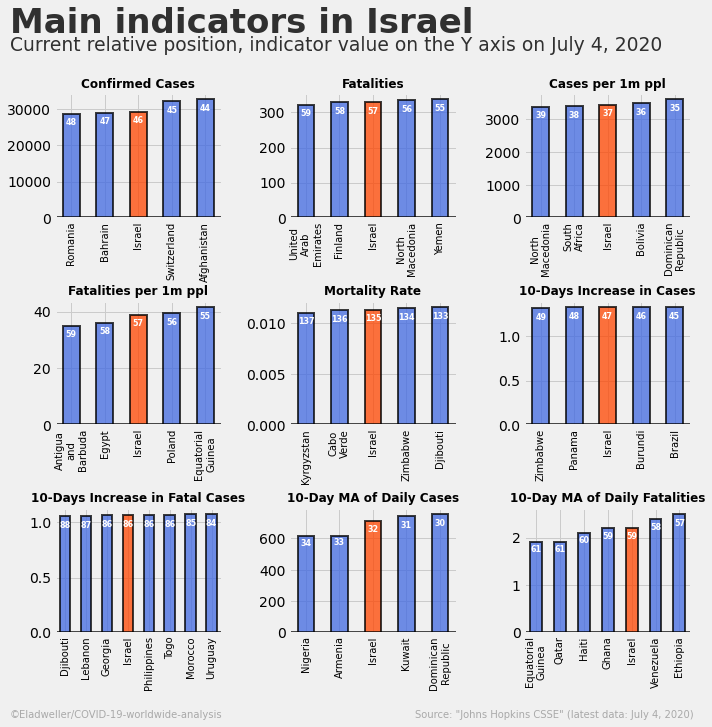 Main indicators in Israel
Current relative position, indicator value on the Y axis on July 4, 2020
Confirmed Cases
30000
20000
10000
0
48
47
46
45
44
Romania
Bahrain
Israel
Switzerland
Afghanistan
Fatalities
300
200
100
0
59
58
57
56
55
United
Arab
Emirates
Finland
Israel
North
Macedonia
Yemen
Cases per 1m ppl
3000
2000
1000
0
39
38
37
36
35
North
Macedonia
South
Africa
Israel
Bolivia
Dominican
Republic
Fatalities per 1m ppl
40
20
0
59
58
57
56
55
Antigua
and
Barbuda
Egypt
Israel
Poland
Equatorial
Guinea
Mortality Rate
0.010
0.005
0.000
137
136
135
134
133
Kyrgyzstan
Cabo
Verde
Israel
Zimbabwe
Djibouti
10-Days Increase in Cases
1.0
0.5
0.0
49
48
47
46
45
Zimbabwe
Panama
Israel
Burundi
Brazil
10-Days Increase in Fatal Cases
1.0
0.5
0.0
88
87
86
86
86
86
85
84
Djibouti
Lebanon
Georgia
Israel
Philippines
Togo
Morocco
Uruguay
10-Day MA of Daily Cases
600
400
200
0
34
33
32
31
30
Nigeria
Armenia
Israel
Kuwait
Dominican
Republic
10-Day MA of Daily Fatalities
2
1
0
61
61
60
59
59
58
57
Equatorial
Guinea
Qatar
Haiti
Ghana
Israel
Venezuela
Ethiopia
©Eladweller/COVID-19-worldwide-analysis
Source: "Johns Hopkins CSSE" (latest data: July 4, 2020)